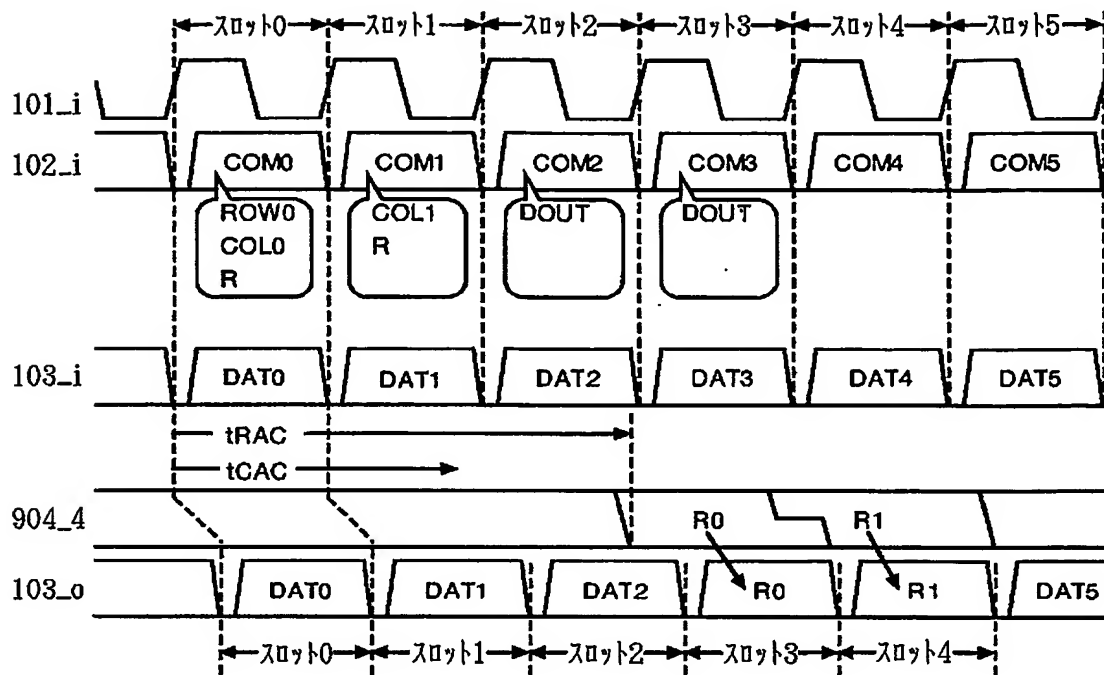 スロット0 スロット1 スロット2 スロット3 スロット4 スロット5
101_i
102_i COM0 COM1 COM2 COM3 COM4 COM5
ROW0 COL1 DOUT DOUT
COL0 R
R
103_i DAT0 DAT1 DAT2 DAT3 DAT4 DAT5
tRAC
tCAC
904_4 R0 R1
103_o DAT0 DAT1 DAT2 R0 R1 DAT5
スロット0 スロット1 スロット2 スロット3 スロット4